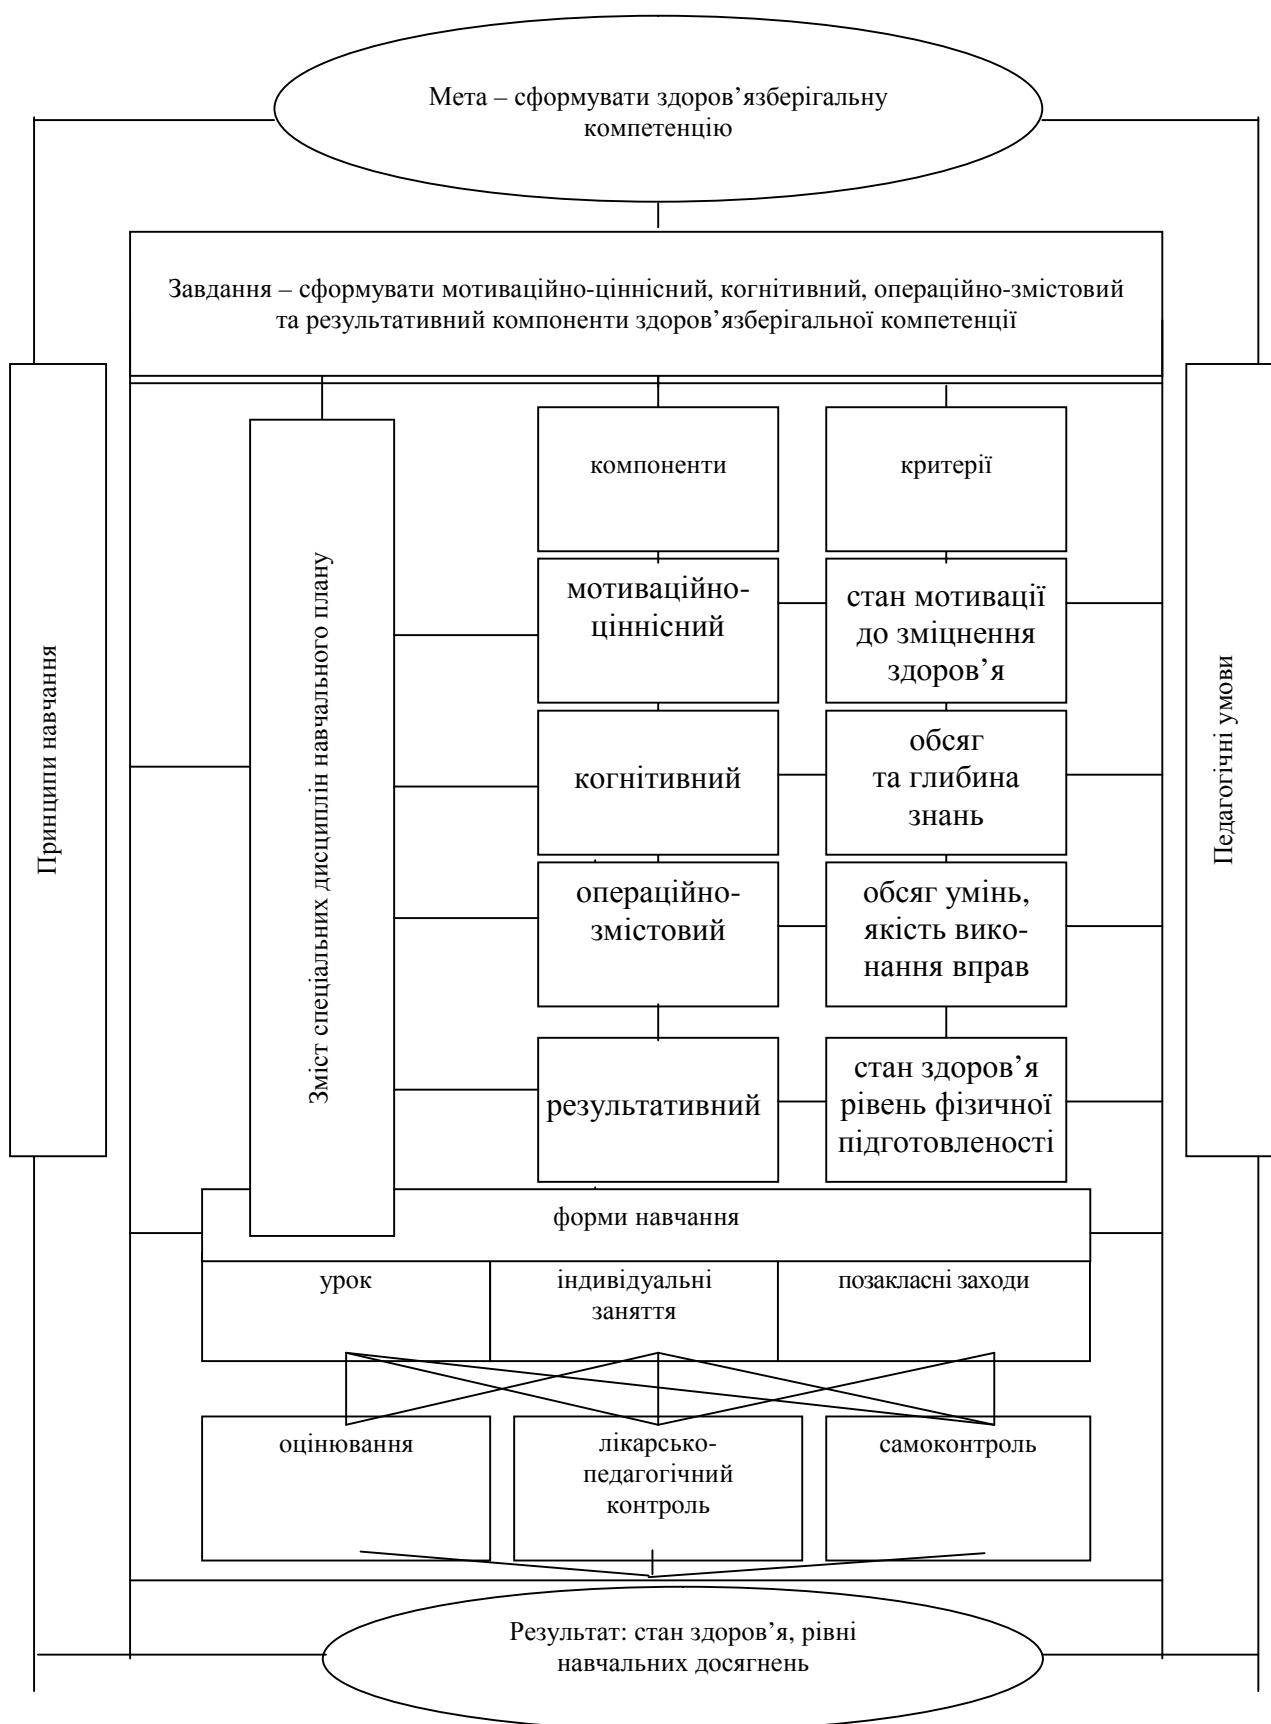 Мета – сформувати здоров’язберігальну
компетенцію
Завдання – сформувати мотиваційно-ціннісний, когнітивний, операційно-змістовий
та результативний компоненти здоров’язберігальної компетенції
Принципи навчання
Зміст спеціальних дисциплін навчального плану
компоненти
критерії
мотиваційно-
ціннісний
стан мотивації
до зміцнення
здоров’я
когнітивний
обсяг
та глибина
знань
операційно-
змістовий
обсяг умінь,
якість вико-
нання вправ
результативний
стан здоров’я
рівень фізичної
підготовленості
Педагогічні умови
форми навчання
урок
індивідуальні
заняття
позакласні заходи
оцінювання
лікарсько-
педагогічний
контроль
самоконтроль
Результат: стан здоров’я, рівні
навчальних досягнень